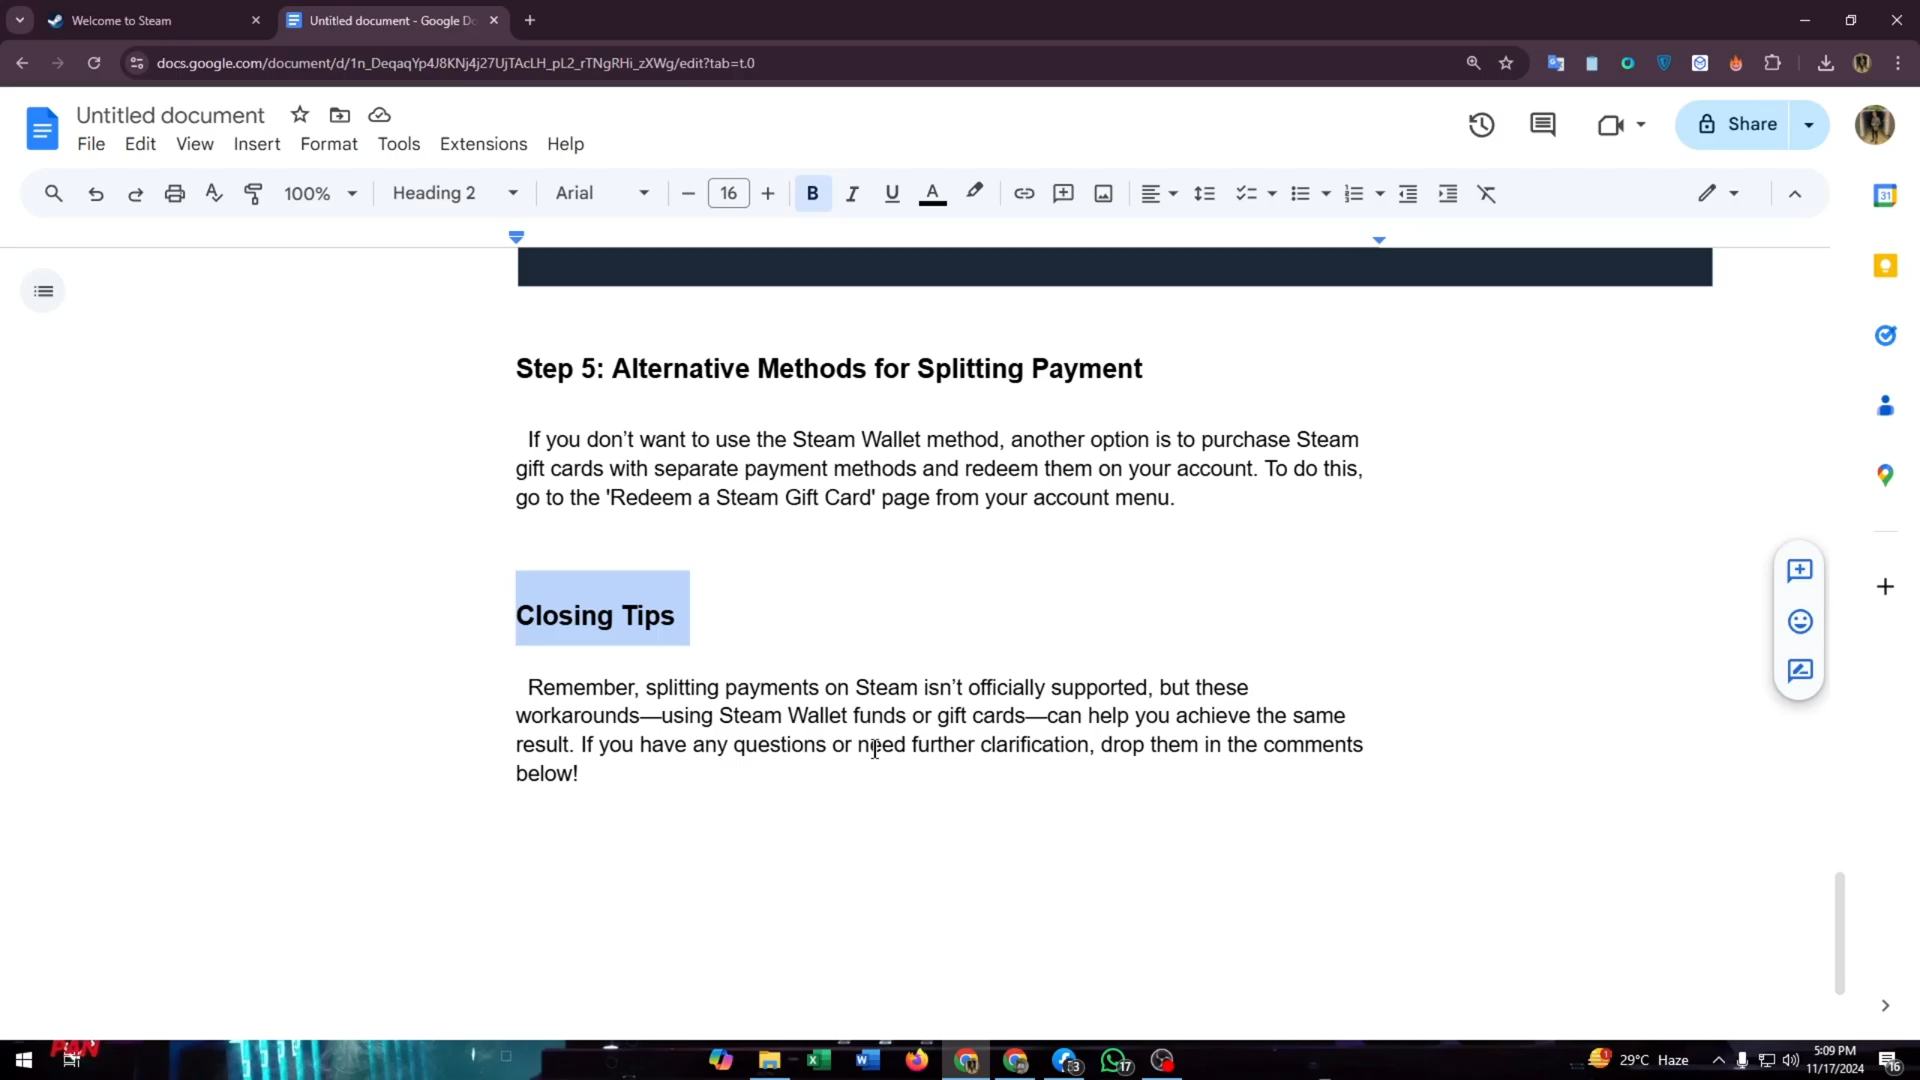 Welcome to Steam
Untitled document - Google Do
docs.google.com/document/d/1n_DeqaqYp4J8KNj4j27UjTAcLH_pL2_rTNgRHi_zXWg/edit?tab=t.0
Untitled document
Share
File Edit View Insert Format Tools Extensions Help
100% Heading 2 Arial 16 B I U A
31
Step 5: Alternative Methods for Splitting Payment
If you don’t want to use the Steam Wallet method, another option is to purchase Steam
gift cards with separate payment methods and redeem them on your account. To do this,
go to the 'Redeem a Steam Gift Card' page from your account menu.
Closing Tips
Remember, splitting payments on Steam isn’t officially supported, but these
workarounds—using Steam Wallet funds or gift cards—can help you achieve the same
result. If you have any questions or need further clarification, drop them in the comments
below!
PAN
17
1
29°C Haze
5:09 PM
11/17/2024
16